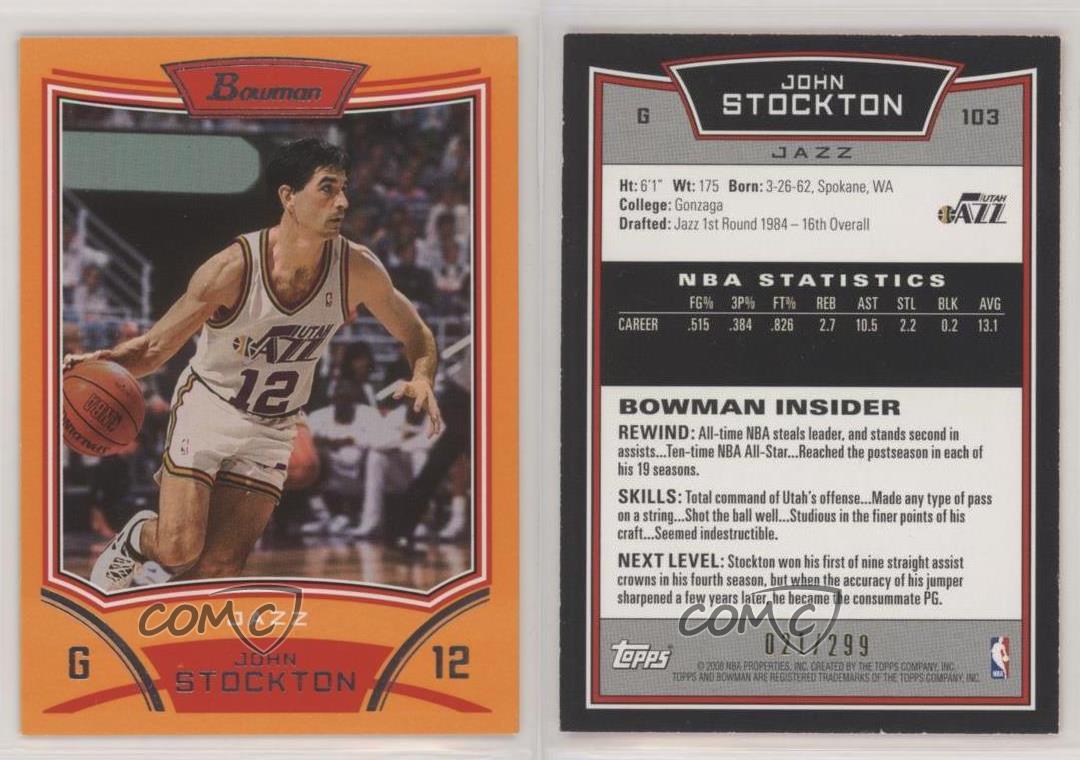 Bowman
UTAH
JAZZ
12
JAZZ
COMC
G
JOHN
STOCKTON
12
JOHN
STOCKTON
G
103
JAZZ
Ht: 6'1" Wt: 175 Born: 3-26-62, Spokane, WA
College: Gonzaga
Drafted: Jazz 1st Round 1984 – 16th Overall
UTAH
JAZZ
NBA STATISTICS
FG% 3P% FT% REB AST STL BLK AVG
CAREER .515 .384 .826 2.7 10.5 2.2 0.2 13.1
BOWMAN INSIDER
REWIND: All-time NBA steals leader, and stands second in
assists...Ten-time NBA All-Star...Reached the postseason in each of
his 19 seasons.
SKILLS: Total command of Utah's offense...Made any type of pass
on a string...Shot the ball well...Studious in the finer points of his
craft...Seemed indestructible.
NEXT LEVEL: Stockton won his first of nine straight assist
crowns in his fourth season, but when the accuracy of his jumper
sharpened a few years later, he became the consummate PG.
COMC
021/299
Topps
© 2008 NBA PROPERTIES, INC. CREATED BY THE TOPPS COMPANY, INC.
TOPPS AND BOWMAN ARE REGISTERED TRADEMARKS OF THE TOPPS COMPANY, INC.
NBA